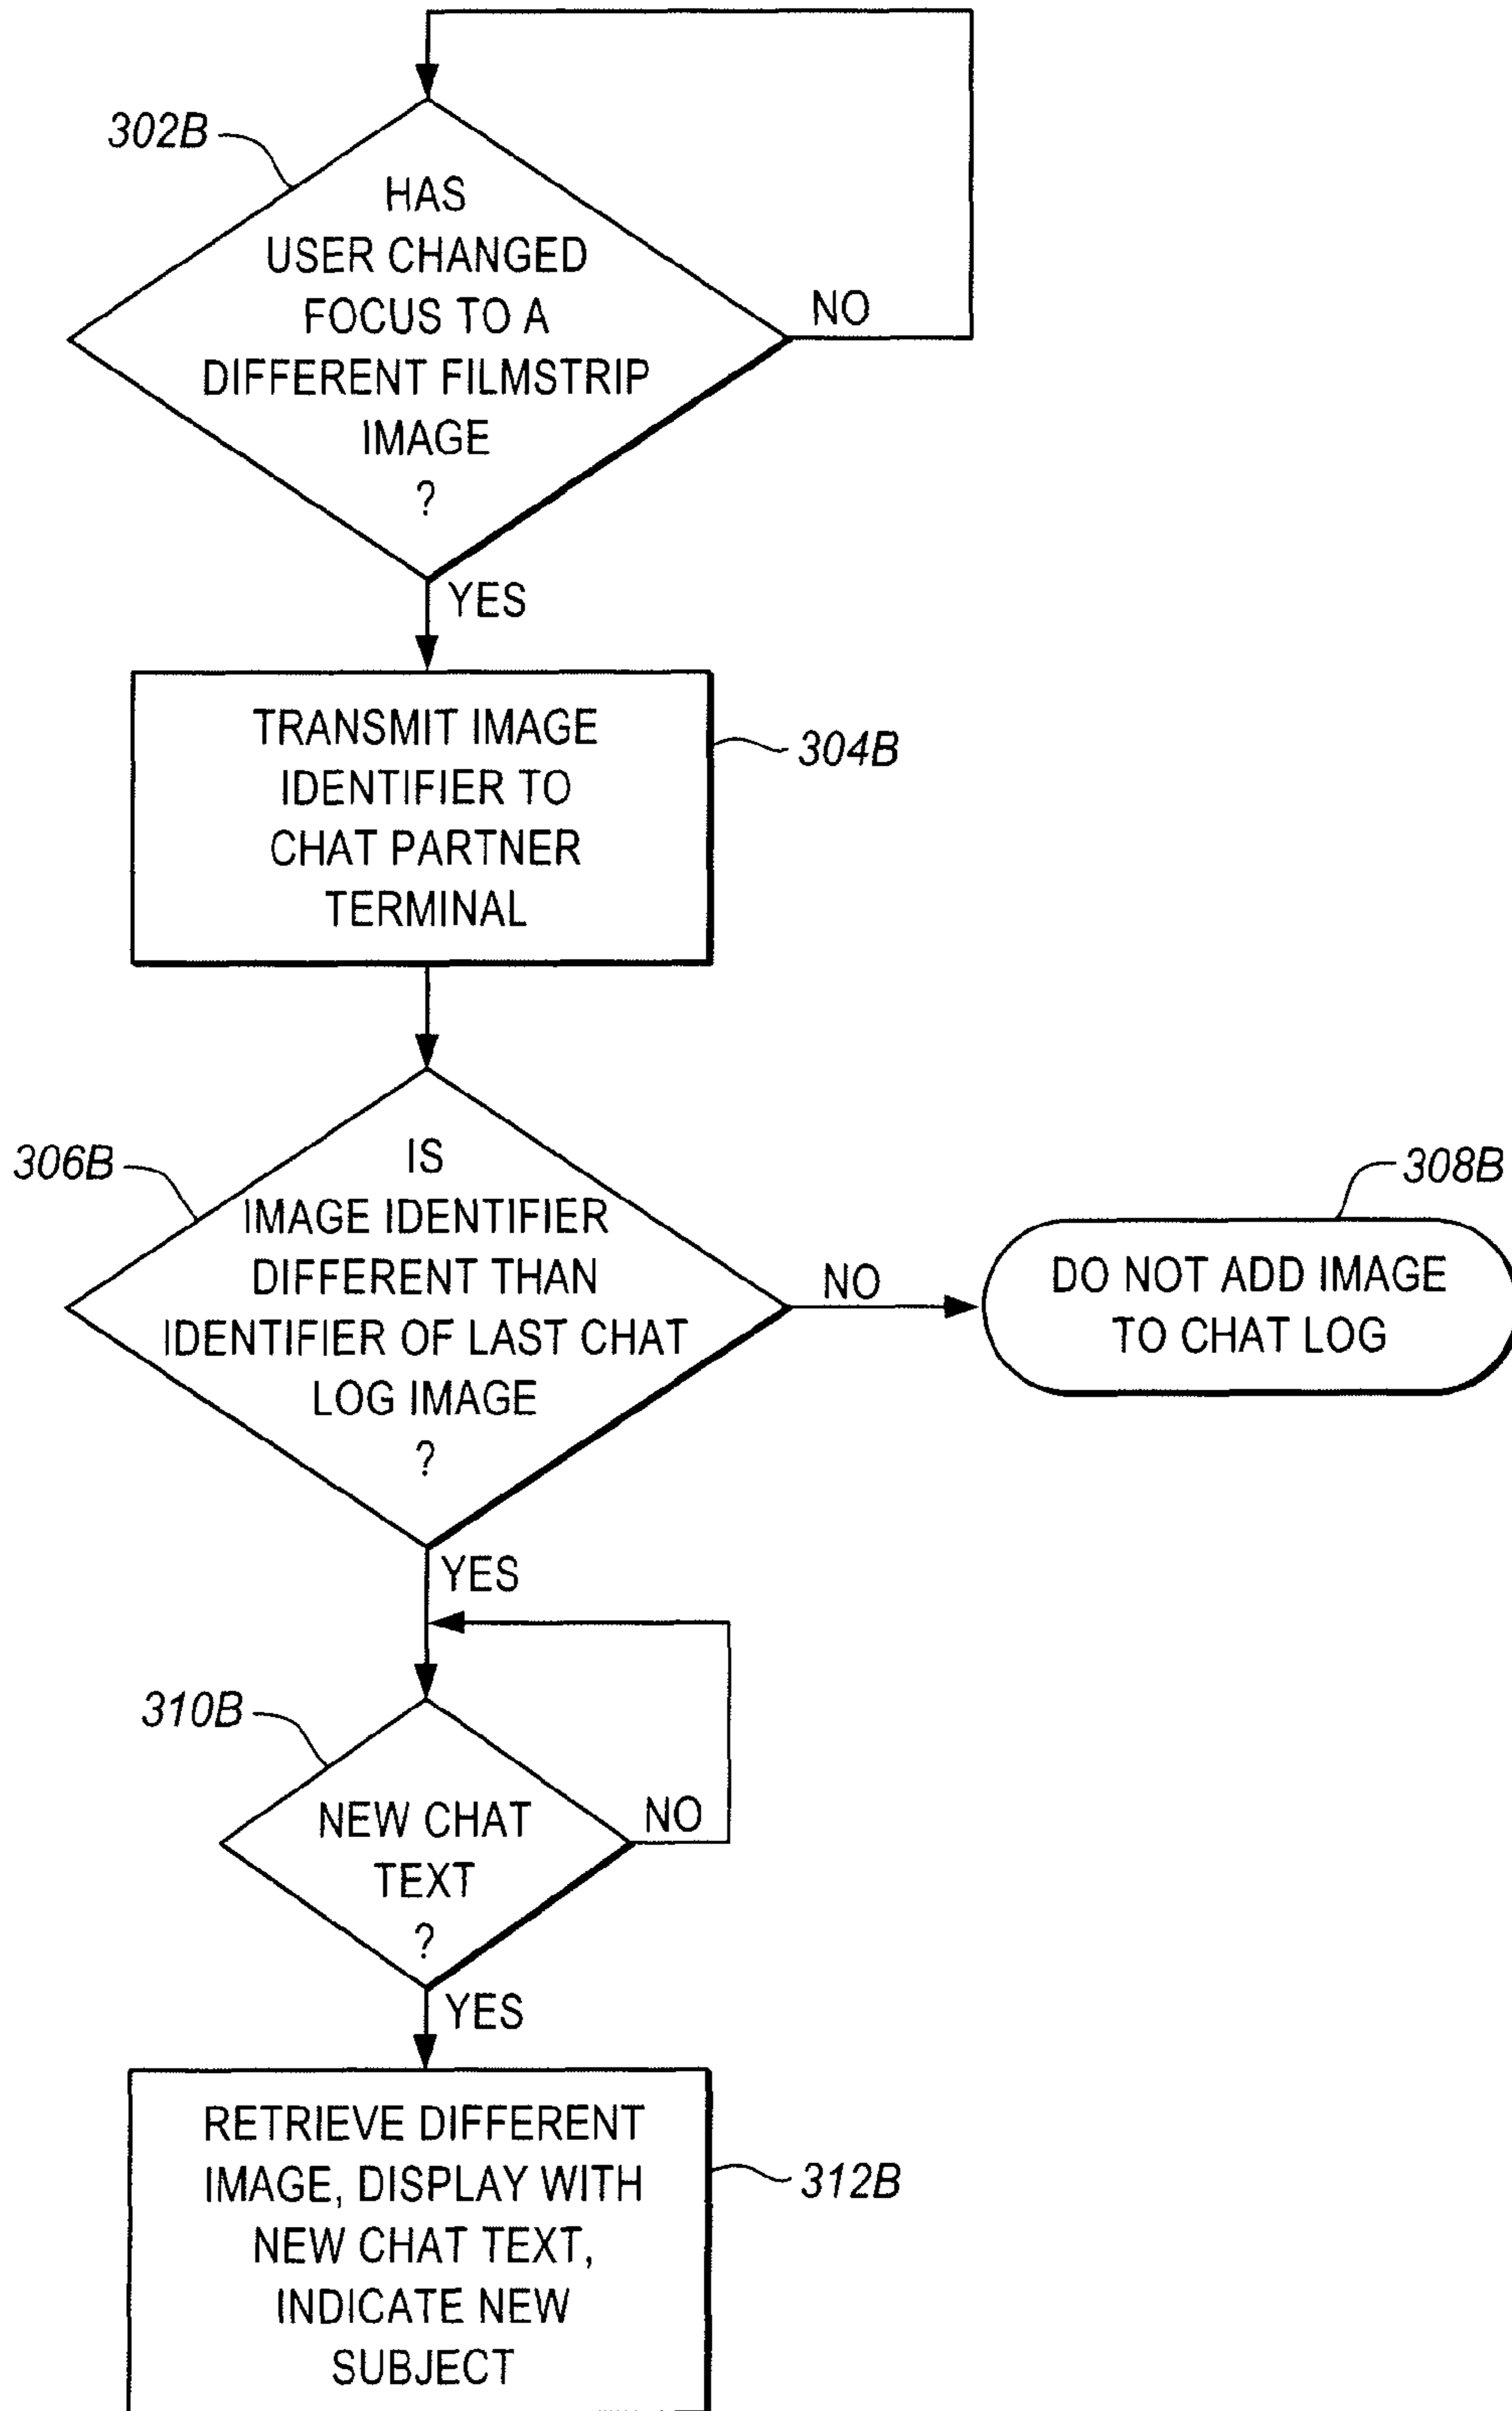 302B
HAS
USER CHANGED
FOCUS TO A
DIFFERENT FILMSTRIP
IMAGE
?
NO
YES
TRANSMIT IMAGE
IDENTIFIER TO
CHAT PARTNER
TERMINAL
304B
306B
IS
IMAGE IDENTIFIER
DIFFERENT THAN
IDENTIFIER OF LAST CHAT
LOG IMAGE
?
NO
308B
DO NOT ADD IMAGE
TO CHAT LOG
YES
310B
NEW CHAT
TEXT
?
NO
YES
RETRIEVE DIFFERENT
IMAGE, DISPLAY WITH
NEW CHAT TEXT,
INDICATE NEW
SUBJECT
312B